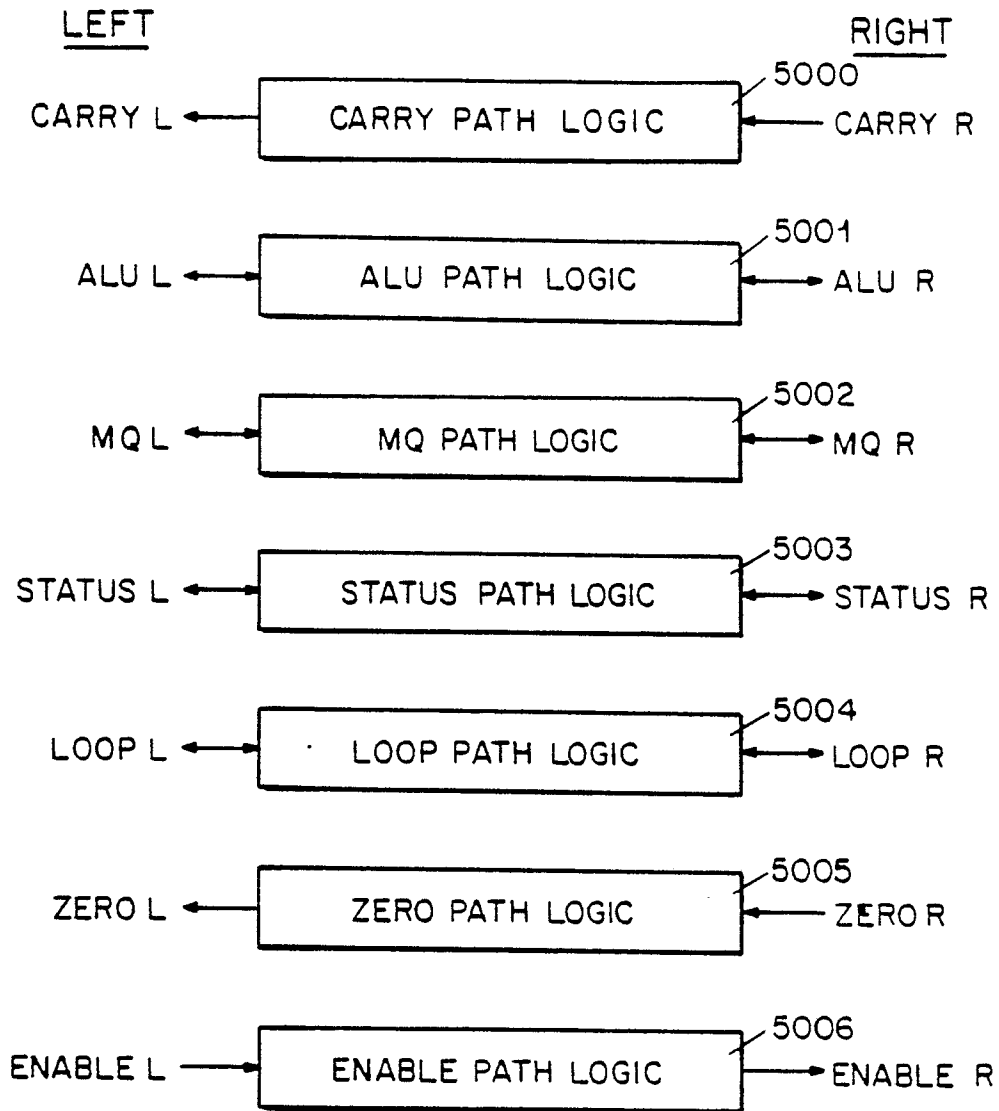 LEFT
RIGHT
5000
CARRY L CARRY PATH LOGIC CARRY R
5001
ALU L ALU PATH LOGIC ALU R
5002
MQ L MQ PATH LOGIC MQ R
5003
STATUS L STATUS PATH LOGIC STATUS R
5004
LOOP L LOOP PATH LOGIC LOOP R
5005
ZERO L ZERO PATH LOGIC ZERO R
5006
ENABLE L ENABLE PATH LOGIC ENABLE R